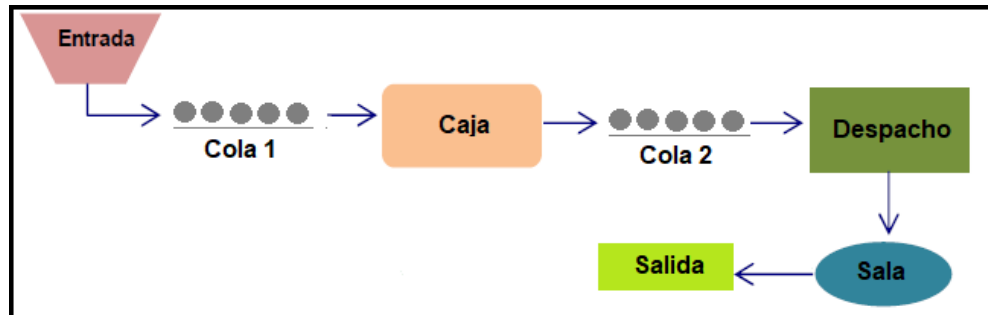 Entrada
Cola 1
Caja
Cola 2
Despacho
Sala
Salida